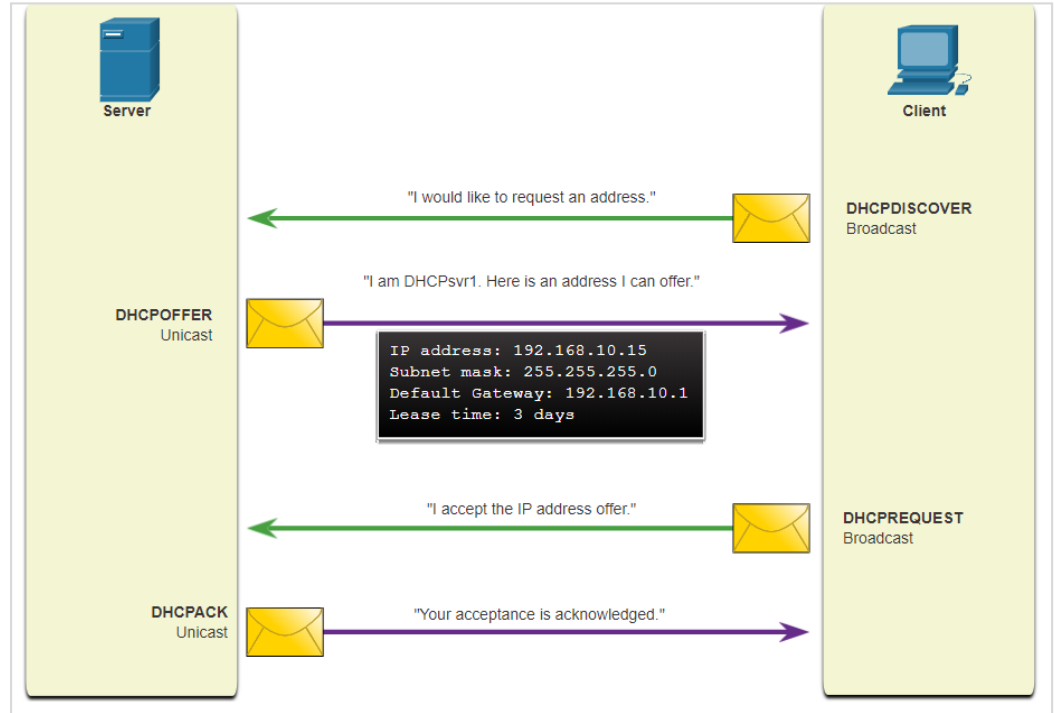 Server
Client
"I would like to request an address."
DHCPDISCOVER
Broadcast
"I am DHCPsvr1. Here is an address I can offer."
DHCPOFFER
Unicast
IP address: 192.168.10.15
Subnet mask: 255.255.255.0
Default Gateway: 192.168.10.1
Lease time: 3 days
"I accept the IP address offer."
DHCPREQUEST
Broadcast
DHCPACK
Unicast
"Your acceptance is acknowledged."